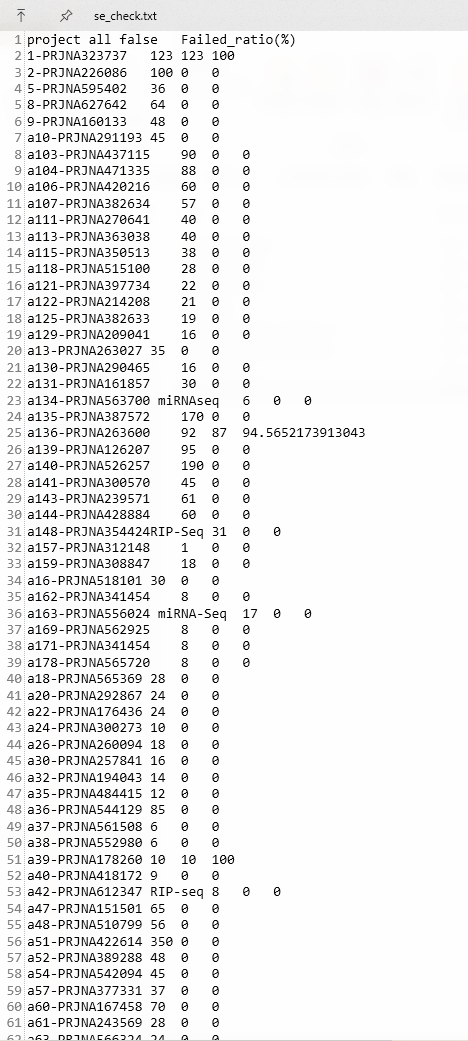 se_check.txt
1 project all false Failed_ratio(%)
2 1-PRJNA323737 123 123 100
3 2-PRJNA226086 100 0 0
4 5-PRJNA595402 36 0 0
5 8-PRJNA627642 64 0 0
6 9-PRJNA160133 48 0 0
7 a10-PRJNA291193 45 0 0
8 a103-PRJNA437115 90 0 0
9 a104-PRJNA471335 88 0 0
10 a106-PRJNA420216 60 0 0
11 a107-PRJNA382634 57 0 0
12 a111-PRJNA270641 40 0 0
13 a113-PRJNA363038 40 0 0
14 a115-PRJNA350513 38 0 0
15 a118-PRJNA515100 28 0 0
16 a121-PRJNA397734 22 0 0
17 a122-PRJNA214208 21 0 0
18 a125-PRJNA382633 19 0 0
19 a129-PRJNA209041 16 0 0
20 a13-PRJNA263027 35 0 0
21 a130-PRJNA290465 16 0 0
22 a131-PRJNA161857 30 0 0
23 a134-PRJNA563700 miRNAseq 6 0 0
24 a135-PRJNA387572 170 0 0
25 a136-PRJNA263600 92 87 94.5652173913043
26 a139-PRJNA126207 95 0 0
27 a140-PRJNA526257 190 0 0
28 a141-PRJNA300570 45 0 0
29 a143-PRJNA239571 61 0 0
30 a144-PRJNA428884 60 0 0
31 a148-PRJNA354424RIP-Seq 31 0 0
32 a157-PRJNA312148 1 0 0
33 a159-PRJNA308847 18 0 0
34 a16-PRJNA518101 30 0 0
35 a162-PRJNA341454 8 0 0
36 a163-PRJNA556024 miRNA-Seq 17 0 0
37 a169-PRJNA562925 8 0 0
38 a171-PRJNA341454 8 0 0
39 a178-PRJNA565720 8 0 0
40 a18-PRJNA565369 28 0 0
41 a20-PRJNA292867 24 0 0
42 a22-PRJNA176436 24 0 0
43 a24-PRJNA300273 10 0 0
44 a26-PRJNA260094 18 0 0
45 a30-PRJNA257841 16 0 0
46 a32-PRJNA194043 14 0 0
47 a35-PRJNA484415 12 0 0
48 a36-PRJNA544129 85 0 0
49 a37-PRJNA561508 6 0 0
50 a38-PRJNA552980 6 0 0
51 a39-PRJNA178260 10 10 100
52 a40-PRJNA418172 9 0 0
53 a42-PRJNA612347 RIP-seq 8 0 0
54 a47-PRJNA151501 65 0 0
55 a48-PRJNA510799 56 0 0
56 a51-PRJNA422614 350 0 0
57 a52-PRJNA389288 48 0 0
58 a54-PRJNA542094 45 0 0
59 a57-PRJNA377331 37 0 0
60 a60-PRJNA167458 70 0 0
61 a61-PRJNA243569 28 0 0
62 a63-PRJNA566324 24 0 0